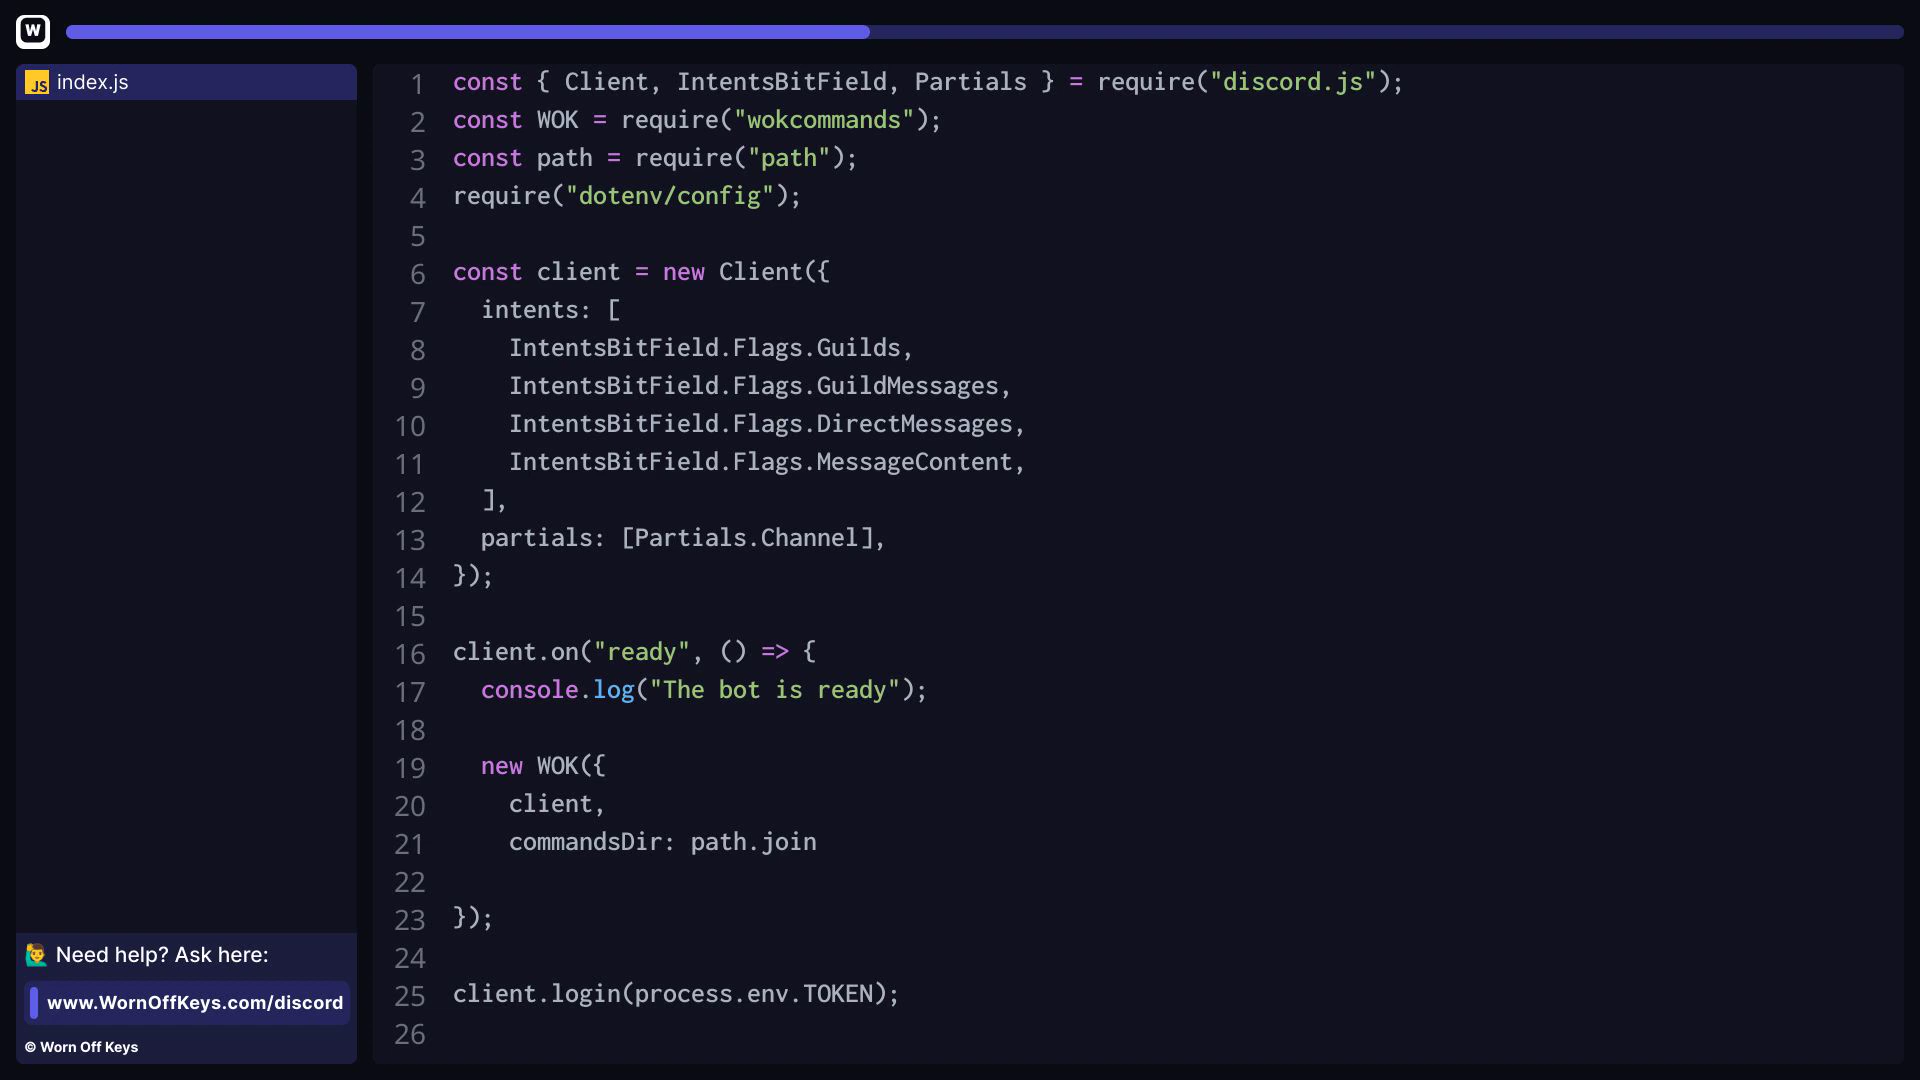 W
JS index.js
1 const { Client, IntentsBitField, Partials } = require("discord.js");
2 const WOK = require("wokcommands");
3 const path = require("path");
4 require("dotenv/config");
5
6 const client = new Client({
7   intents: [
8     IntentsBitField.Flags.Guilds,
9     IntentsBitField.Flags.GuildMessages,
10     IntentsBitField.Flags.DirectMessages,
11     IntentsBitField.Flags.MessageContent,
12   ],
13   partials: [Partials.Channel],
14 });
15
16 client.on("ready", () => {
17   console.log("The bot is ready");
18
19   new WOK({
20     client,
21     commandsDir: path.join
22
23 });
24
25 client.login(process.env.TOKEN);
26
Need help? Ask here:
www.WornOffKeys.com/discord
© Worn Off Keys